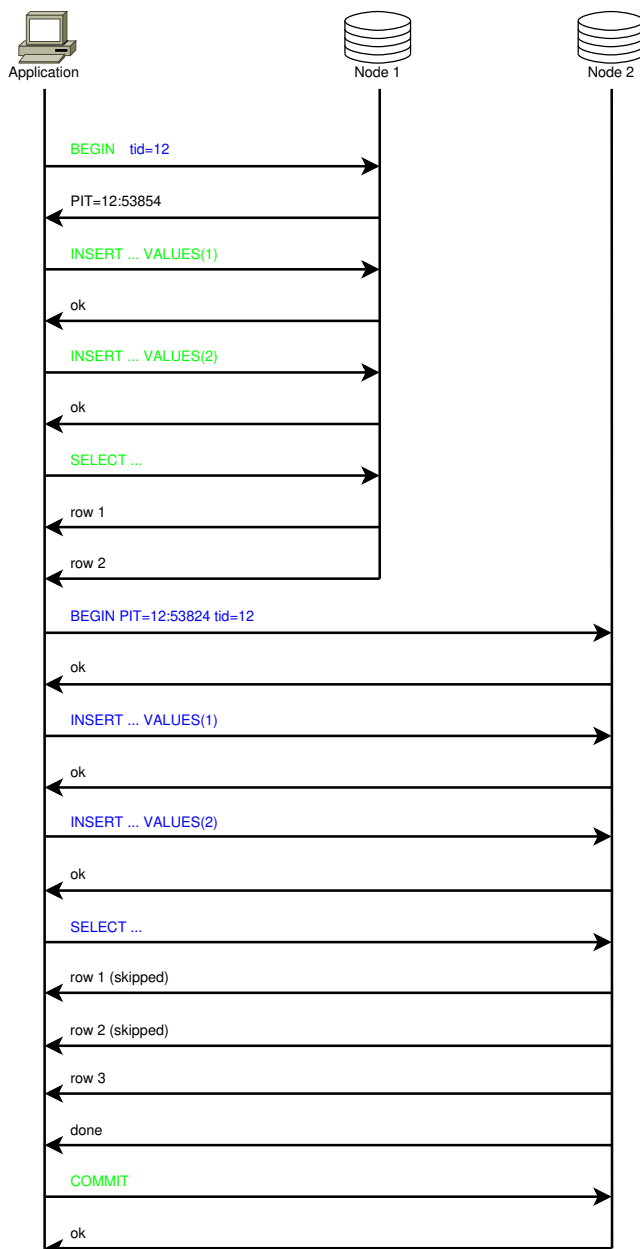 Application Node 1 Node 2
BEGIN tid=12
PIT=12:53854
INSERT ... VALUES(1)
ok
INSERT ... VALUES(2)
ok
SELECT ...
row 1
row 2
BEGIN PIT=12:53824 tid=12
ok
INSERT ... VALUES(1)
ok
INSERT ... VALUES(2)
ok
SELECT ...
row 1 (skipped)
row 2 (skipped)
row 3
done
COMMIT
ok